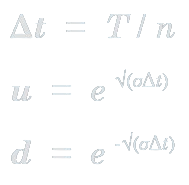 Δt = T / n
u = e^√(σΔt)
d = e^-√(σΔt)